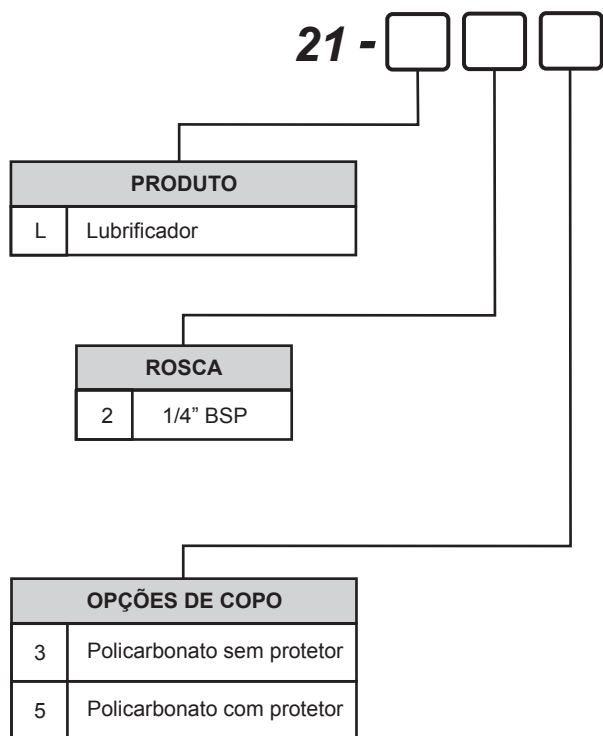 21 -
PRODUTO
L Lubrificador
ROSCA
2 1/4” BSP
OPÇÕES DE COPO
3 Policarbonato sem protetor
5 Policarbonato com protetor